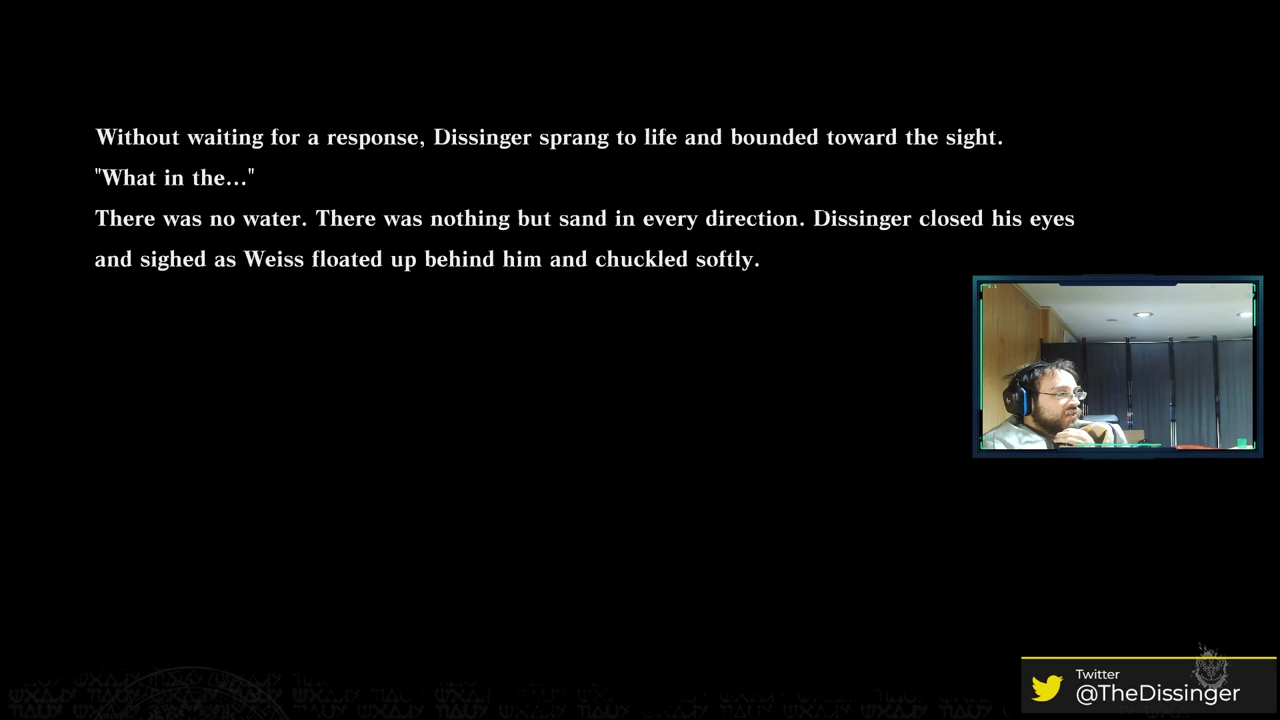 Without waiting for a response, Dissinger sprang to life and bounded toward the sight.
"What in the..."
There was no water. There was nothing but sand in every direction. Dissinger closed his eyes
and sighed as Weiss floated up behind him and chuckled softly.
Twitter
@TheDissinger